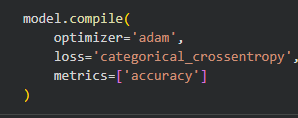 model.compile(
    optimizer='adam',
    loss='categorical_crossentropy',
    metrics=['accuracy']
)